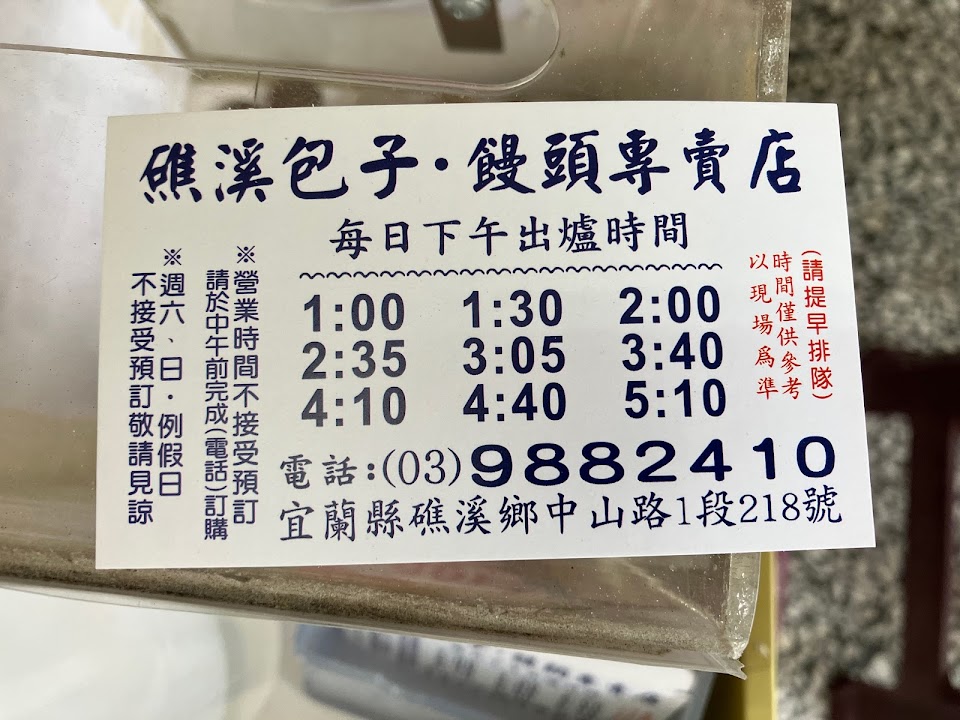 礁溪包子·饅頭專賣店
每日下午出爐時間
1:00 1:30 2:00
2:35 3:05 3:40
4:10 4:40 5:10
(請提早排隊)
時間僅供參考
以現場為準
※營業時間不接受預訂
請於中午前完成(電話)訂購
※週六、日·例假日
不接受預訂敬請見諒
電話:(03)9882410
宜蘭縣礁溪鄉中山路1段218號